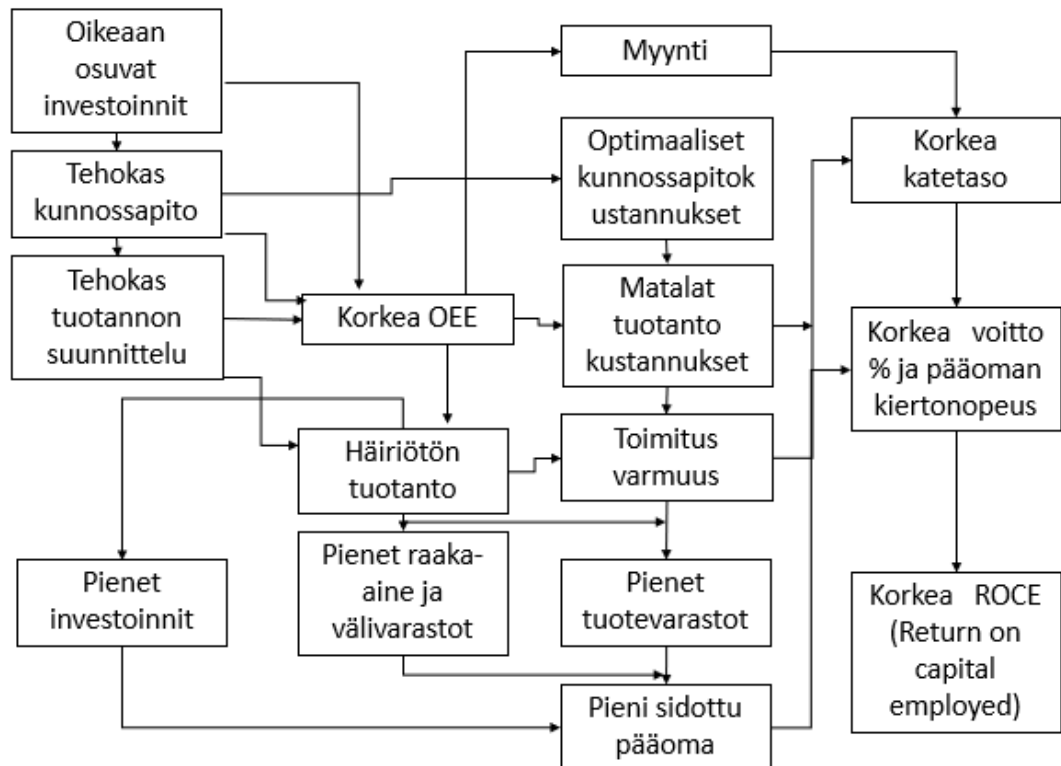 Oikeaan
osuvat
investoinnit
Tehokas
kunnossapito
Tehokas
tuotannon
suunnittelu
Korkea OEE
Häiriötön
tuotanto
Pienet
investoinnit
Pienet raaka-
aine ja
välivarastot
Myynti
Optimaaliset
kunnossapitok
ustannukset
Matalat
tuotanto
kustannukset
Toimitus
varmuus
Pienet
tuotevarastot
Pieni sidottu
pääoma
Korkea
katetaso
Korkea voitto
% ja pääoman
kiertonopeus
Korkea ROCE
(Return on
capital
employed)